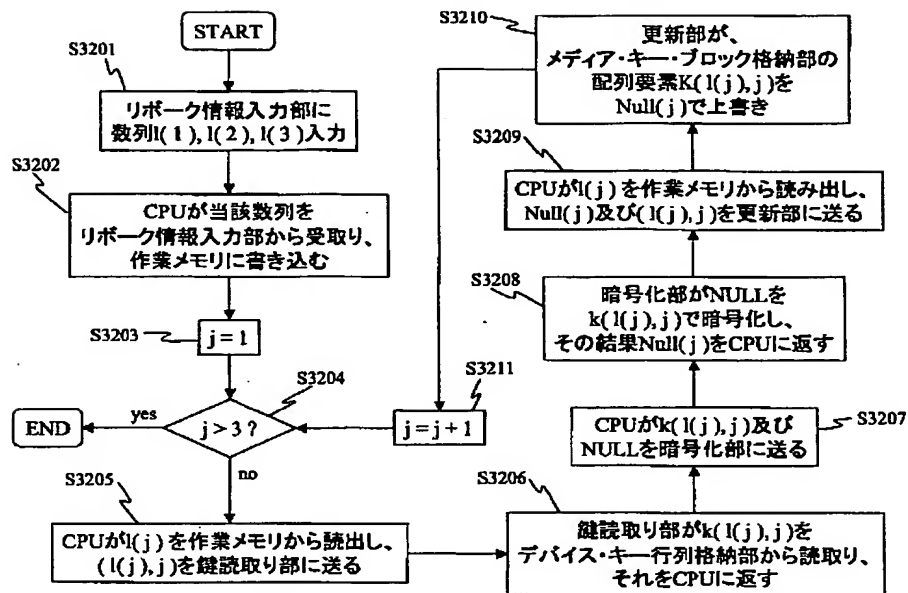 START
S3201
リボーク情報入力部に
数列l(1), l(2), l(3)入力
S3202
CPUが当該数列を
リボーク情報入力部から受取り、
作業メモリに書き込む
S3203
j = 1
S3204
j > 3 ?
yes
END
no
S3205
CPUがl(j)を作業メモリから読出し、
(l(j), j)を鍵読取り部に送る
S3206
鍵読取り部がk(l(j), j)を
デバイス・キー行列格納部から読取り、
それをCPUに返す
S3207
CPUがk(l(j), j)及び
NULLを暗号化部に送る
S3208
暗号化部がNULLを
k(l(j), j)で暗号化し、
その結果Null(j)をCPUに返す
S3209
CPUがl(j)を作業メモリから読み出し、
Null(j)及び(l(j), j)を更新部に送る
S3210
更新部が、
メディア・キー・ブロック格納部の
配列要素K(l(j), j)を
Null(j)で上書き
S3211
j = j + 1